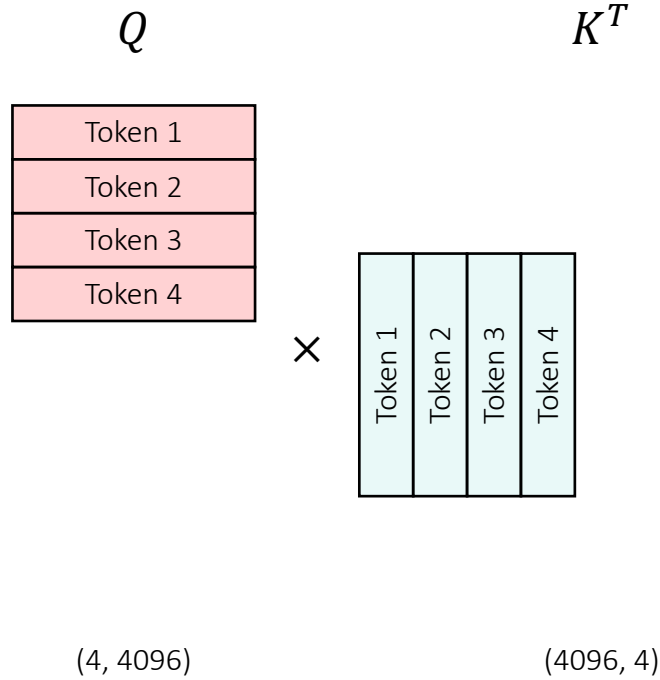 Q
K^T
Token 1
Token 2
Token 3
Token 4
×
Token 1
Token 2
Token 3
Token 4
(4, 4096)
(4096, 4)